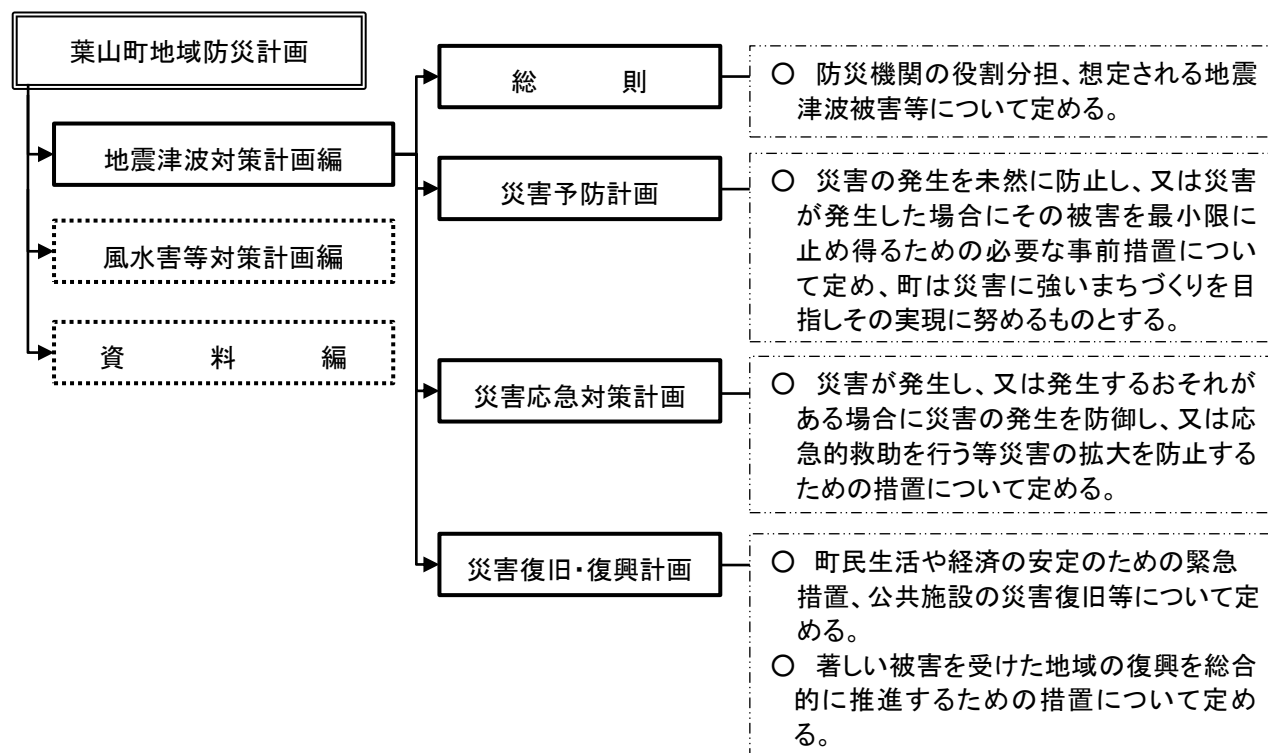 葉山町地域防災計画
地震津波対策計画編
風水害等対策計画編
資　　料　　編
総　　則
○　防災機関の役割分担、想定される地震
津波被害等について定める。
災害予防計画
○　災害の発生を未然に防止し、又は災害
が発生した場合にその被害を最小限に
止め得るための必要な事前措置につい
て定め、町は災害に強いまちづくりを目
指しその実現に努めるものとする。
災害応急対策計画
○　災害が発生し、又は発生するおそれが
ある場合に災害の発生を防御し、又は応
急的救助を行う等災害の拡大を防止する
ための措置について定める。
災害復旧・復興計画
○　町民生活や経済の安定のための緊急
措置、公共施設の災害復旧等について定
める。
○　著しい被害を受けた地域の復興を総合
的に推進するための措置について定め
る。